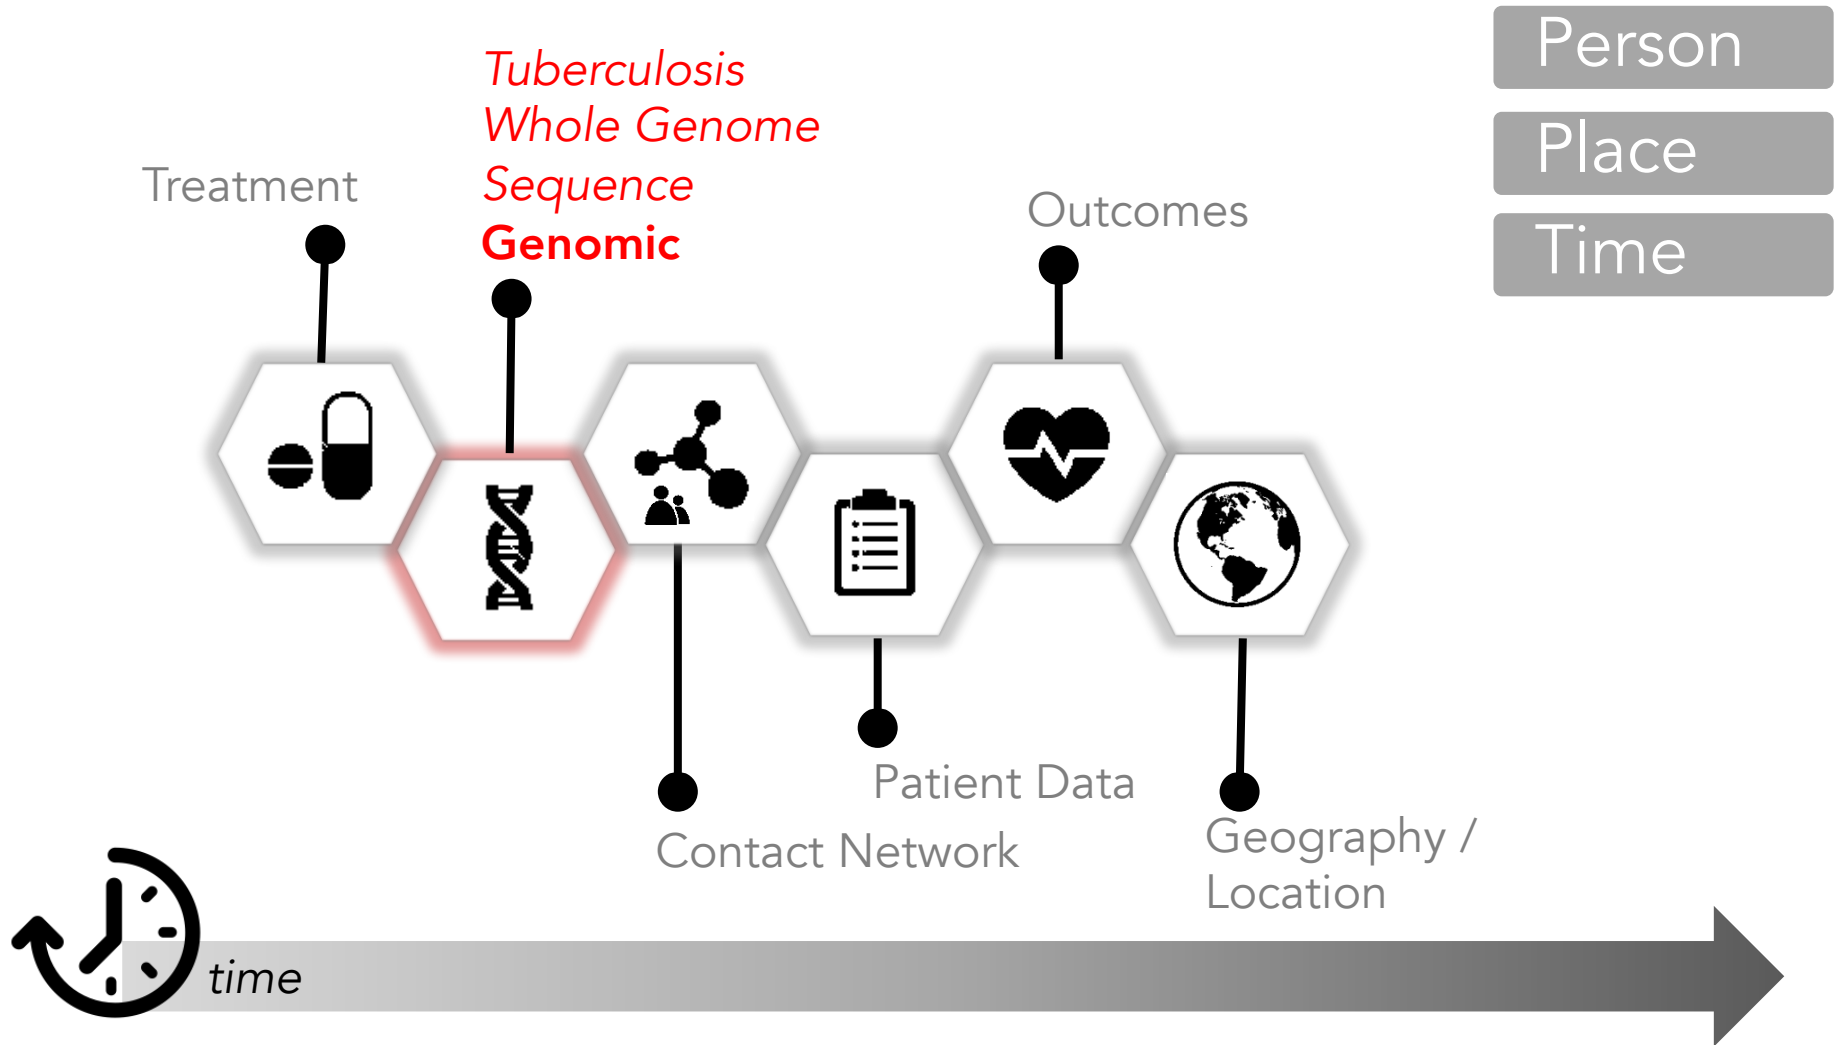 Person
Place
Time
Tuberculosis
Whole Genome
Sequence
Genomic
Treatment
Outcomes
Patient Data
Contact Network
Geography /
Location
time